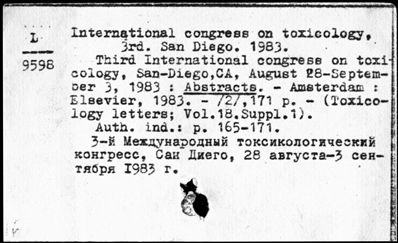 L
9598
International congress on toxicology,
3rd. San Diego. 1983.
Third International congress on toxi-
cology, San-Diego,CA, August 28-Septem-
ber 3, 1983 : Abstracts. - Amsterdam :
Elsevier, 1983. - /2/,171 p. - (Toxico-
logy letters; Vol.18.Suppl.1).
Auth. ind.: p. 165-171.
3-й Международный токсикологический
конгресс, Сан Диего, 28 августа-3 сен-
тября 1983 г.